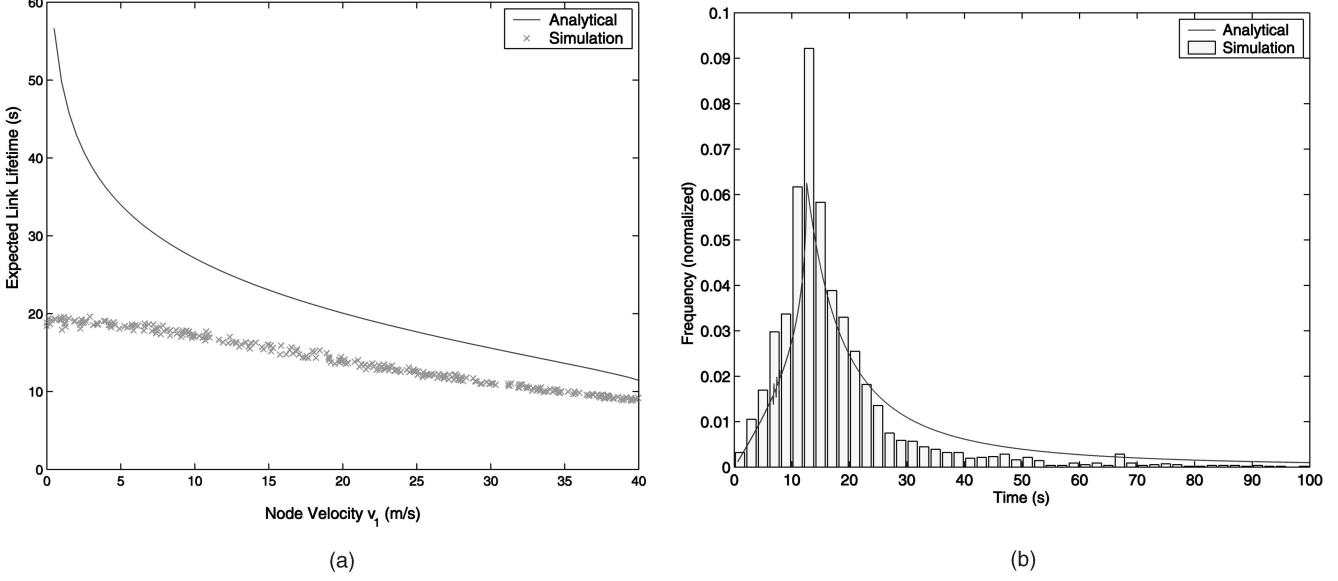 60
50
40
30
20
10
0
0 5 10 15 20 25 30 35 40
Expected Link Lifetime (s)
Node Velocity v1 (m/s)
Analytical
Simulation
(a)
0.1
0.09
0.08
0.07
0.06
0.05
0.04
0.03
0.02
0.01
0
0 10 20 30 40 50 60 70 80 90 100
Frequency (normalized)
Time (s)
Analytical
Simulation
(b)